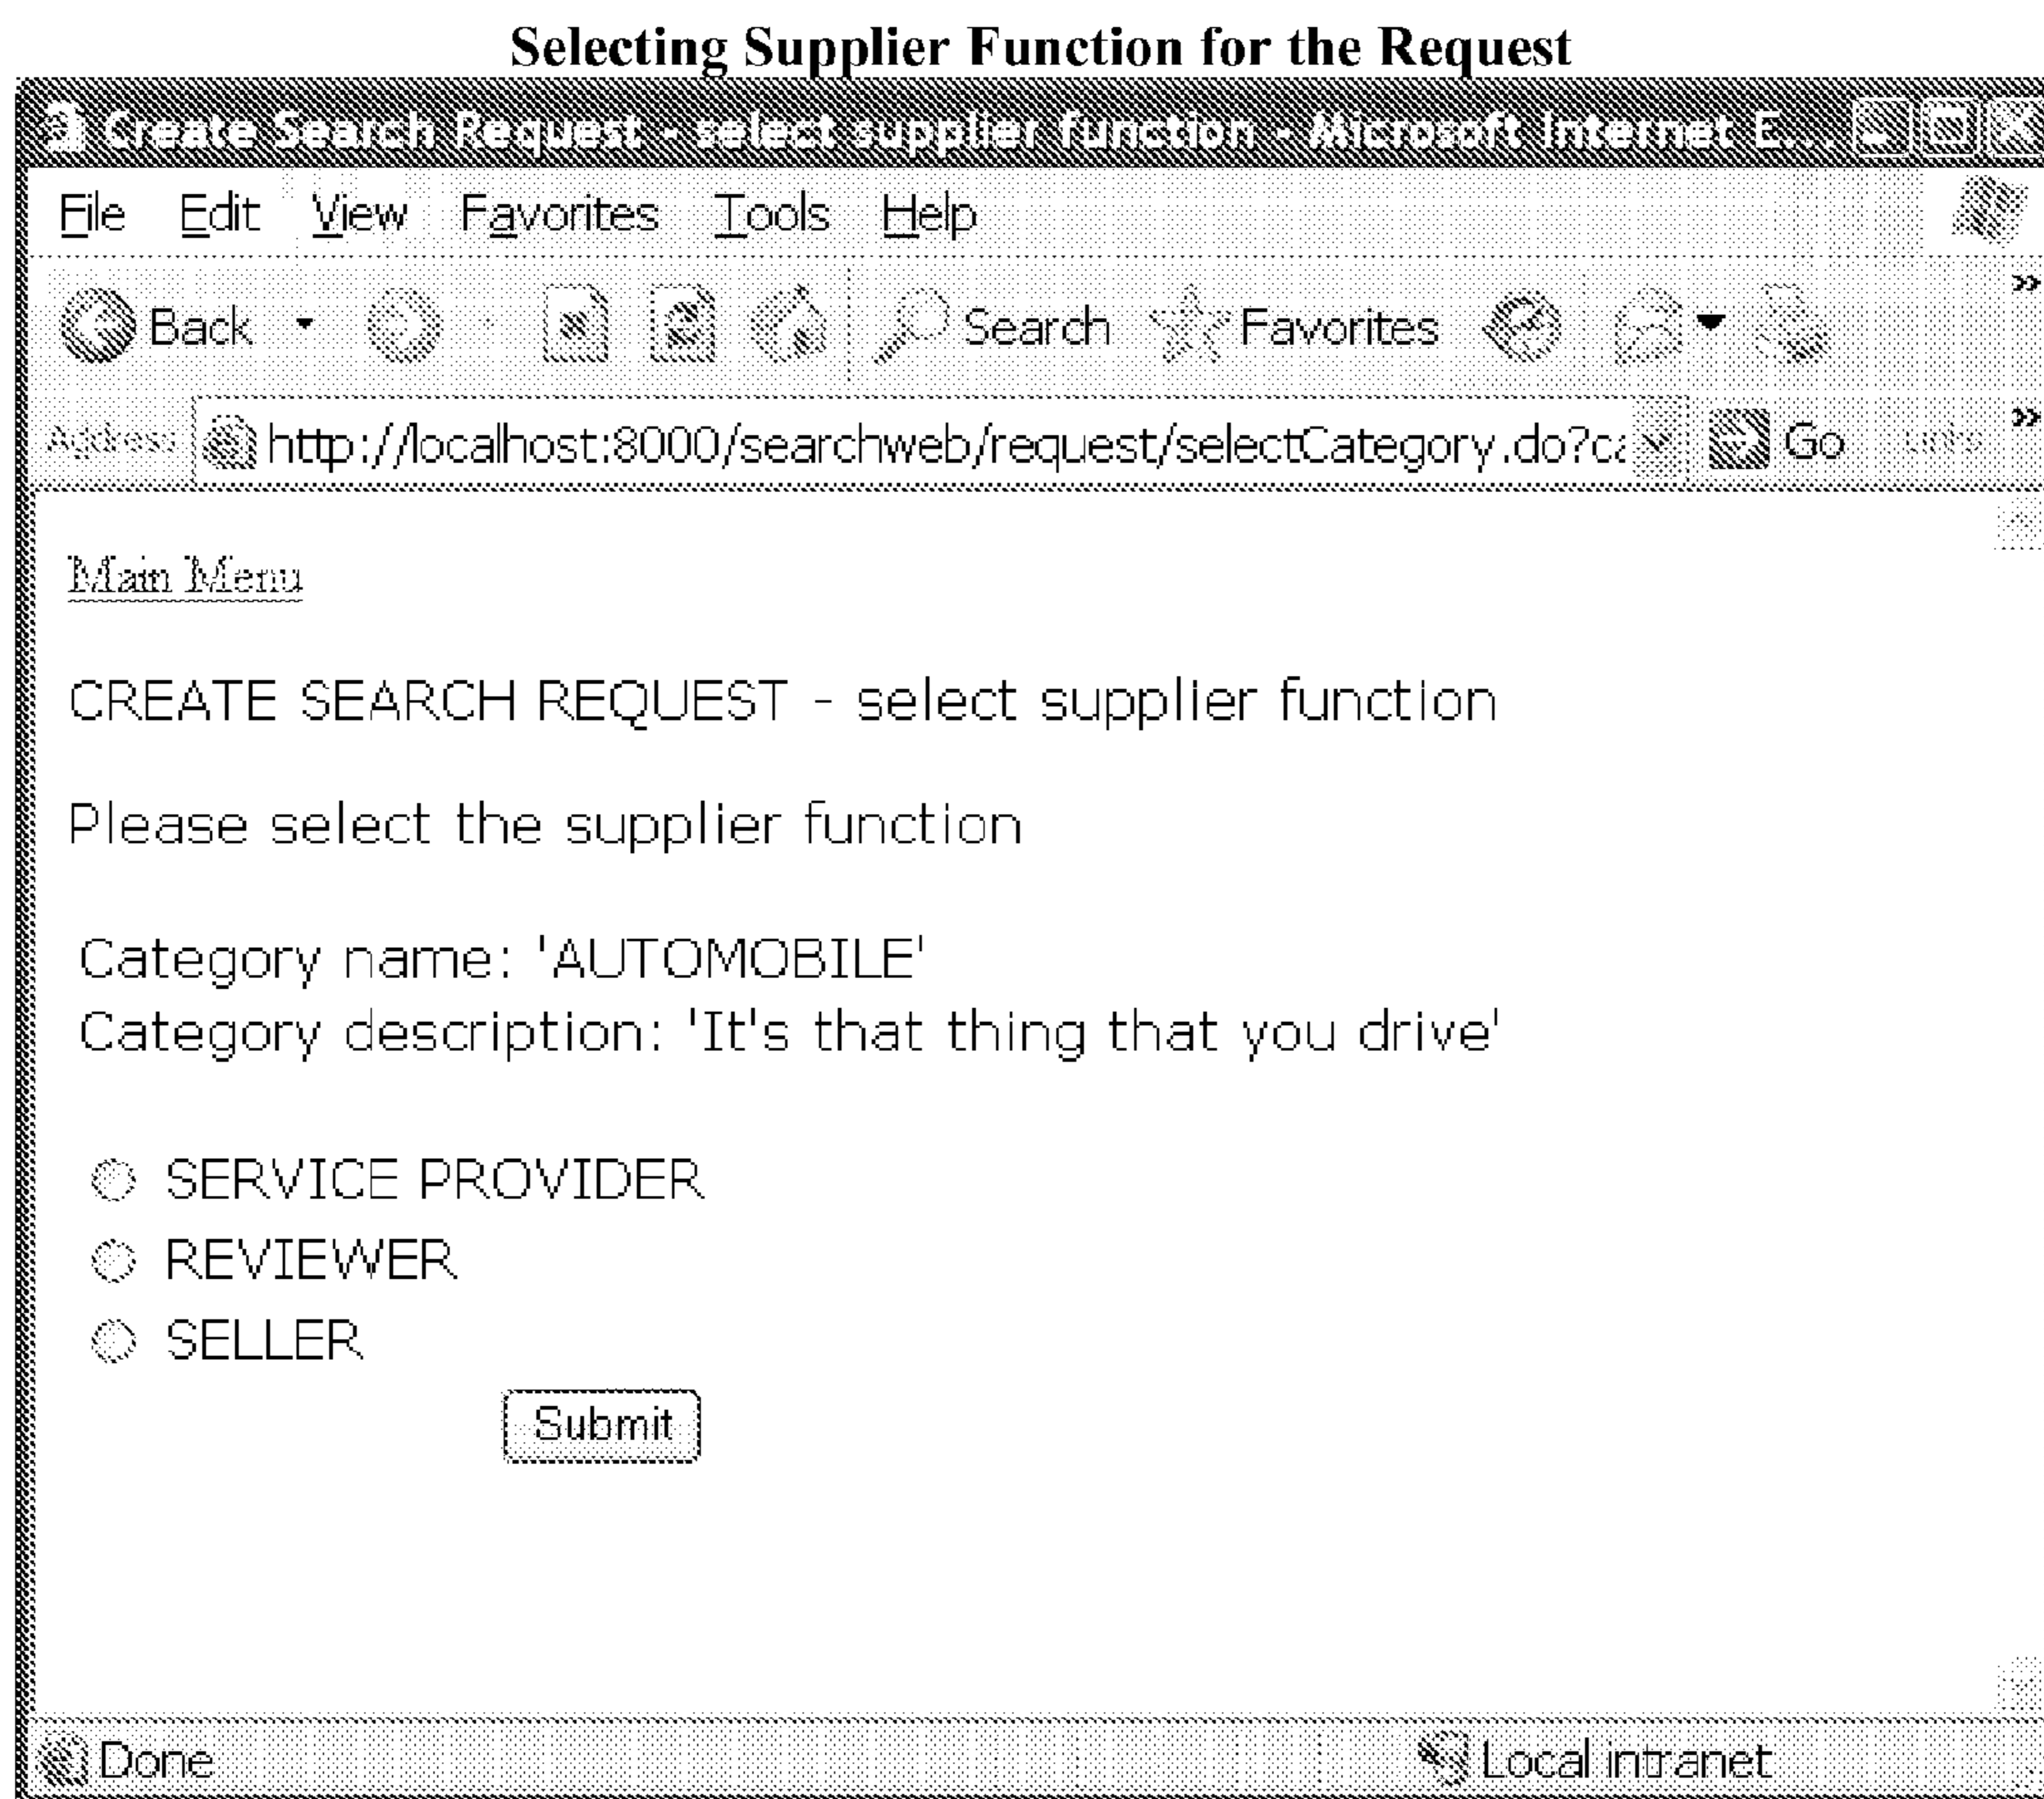 Selecting Supplier Function for the Request
Create Search Request - select supplier function - Microsoft Internet E...
File Edit View Favorites Tools Help
Back Search Favorites »
Address http://localhost:8000/searchweb/request/selectCategory.do?ca Go Links »
Main Menu
CREATE SEARCH REQUEST - select supplier function
Please select the supplier function
Category name: 'AUTOMOBILE'
Category description: 'It's that thing that you drive'
SERVICE PROVIDER
REVIEWER
SELLER
Submit
Done Local intranet